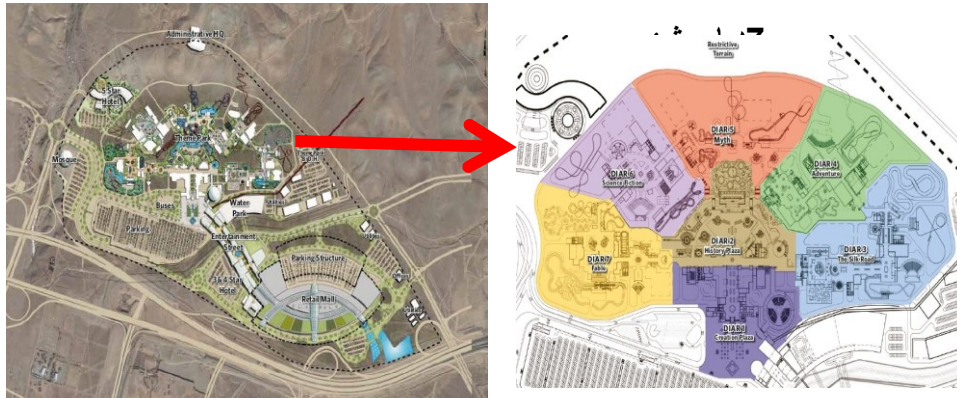 Administrative HQ
5 Star
Hotel
Theme Park
Mosque
Water
Park
Buses
Parking
Entertainment
Street
Parking Structure
3 & 4 Star
Hotel
Retail Mall
Restrictive
Terrain
DIAR 5
Myth
DIAR 6
Science Fiction
DIAR 4
Adventure
DIAR 2
History Plaza
DIAR 3
The Silk Road
DIAR 7
Fable
DIAR 1
Creation Plaza